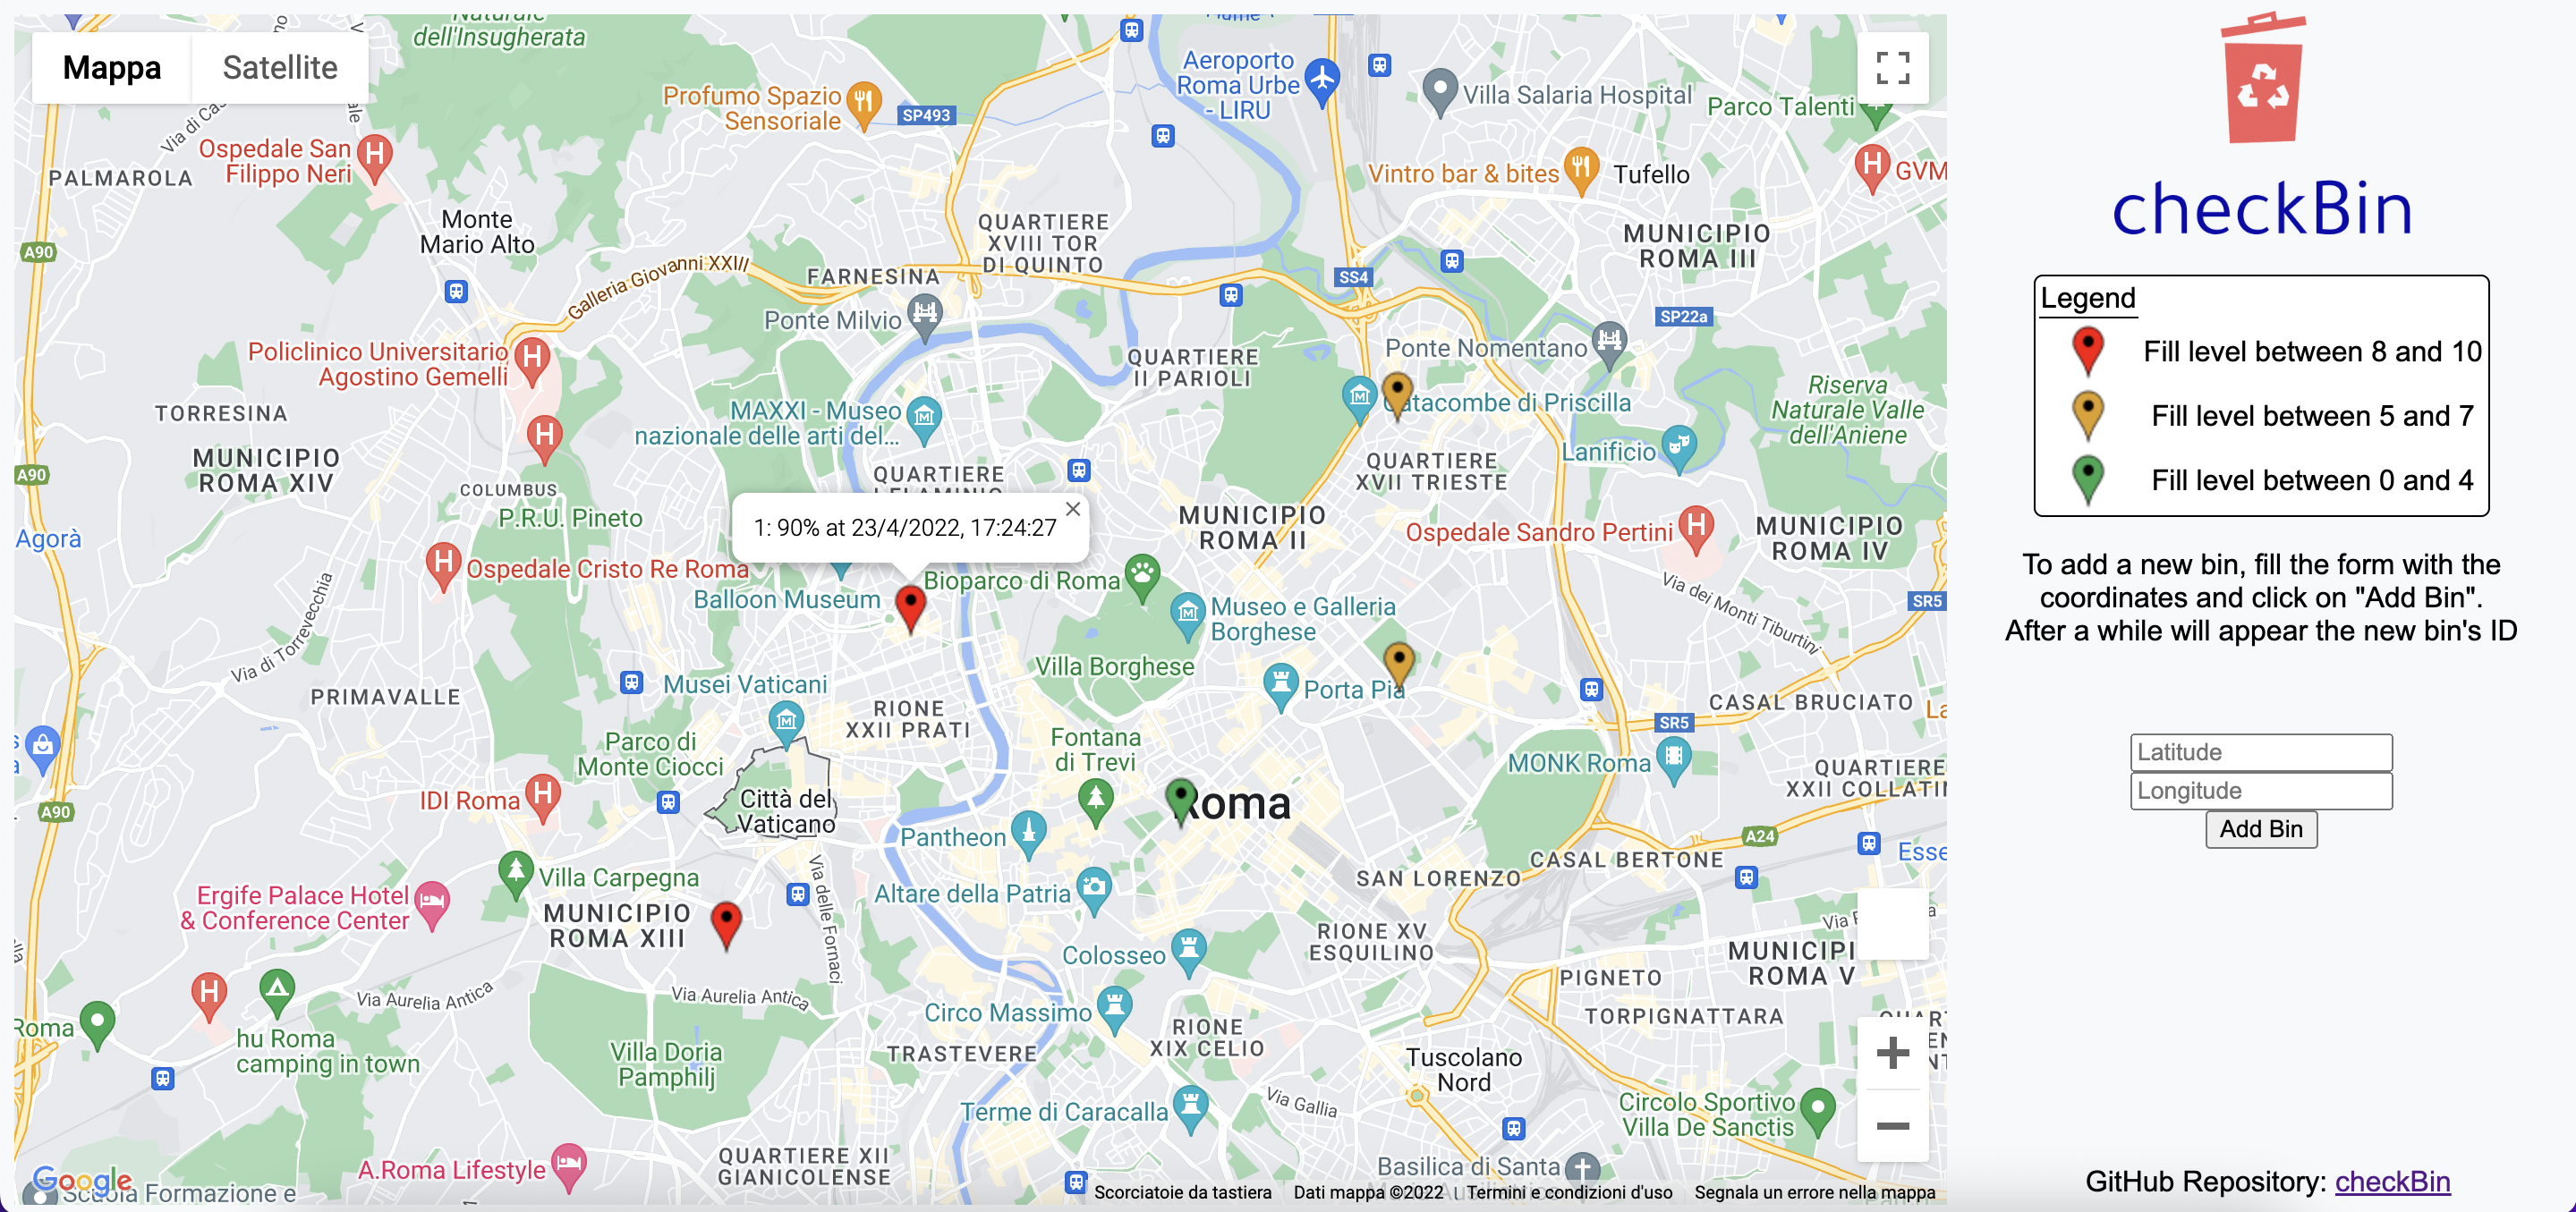 Mappa
Satellite
Naturale
dell'Insugherata
Aeroporto
Roma Urbe
- LIRU
Villa Salaria Hospital
Parco Talenti
Profumo Spazio
Sensoriale
SP493
Ospedale San
Filippo Neri
PALMAROLA
Vintro bar & bites
Tufello
GVM
Monte
Mario Alto
QUARTIERE
XVIII TOR
DI QUINTO
MUNICIPIO
ROMA III
A90
Galleria Giovanni XXIII
FARNESINA
SS4
SP22a
Ponte Milvio
Ponte Nomentano
Policlinico Universitario
Agostino Gemelli
QUARTIERE
II PARIOLI
Riserva
Naturale Valle
dell'Aniene
TORRESINA
MAXXI - Museo
nazionale delle arti del...
Catacombe di Priscilla
Lanificio
MUNICIPIO
ROMA XIV
A90
COLUMBUS
QUARTIERE
QUARTIERE
XVII TRIESTE
P.R.U. Pineto
Agorà
1: 90% at 23/4/2022, 17:24:27
MUNICIPIO
ROMA II
Ospedale Sandro Pertini
MUNICIPIO
ROMA IV
Ospedale Cristo Re Roma
Bioparco di Roma
Balloon Museum
Museo e Galleria
Borghese
Via dei Monti Tiburtini
SR5
Via di Torrevecchia
Villa Borghese
PRIMAVALLE
Musei Vaticani
Porta Pia
RIONE
XXII PRATI
CASAL BRUCIATO
SR5
Parco di
Monte Ciocci
Fontana
di Trevi
MONK Roma
QUARTIERE
XXII COLLATIN
IDI Roma
A90
Città del
Vaticano
Roma
Pantheon
A24
Esse
CASAL BERTONE
Villa Carpegna
Via delle Fornaci
SAN LORENZO
Altare della Patria
Ergife Palace Hotel
& Conference Center
MUNICIPIO
ROMA XIII
RIONE XV
ESQUILINO
Colosseo
MUNICIPI
ROMA V
PIGNETO
Via Aurelia Antica
Via Aurelia Antica
Circo Massimo
TORPIGNATTARA
Roma
hu Roma
camping in town
RIONE
XIX CELIO
Villa Doria
Pamphilj
TRASTEVERE
Tuscolano
Nord
Terme di Caracalla
Via Gallia
Circolo Sportivo
Villa De Sanctis
A.Roma Lifestyle
QUARTIERE XII
GIANICOLENSE
Basilica di Santa
Google
Scuola Formazione e
Scorciatoie da tastiera
Dati mappa ©2022
Termini e condizioni d'uso
Segnala un errore nella mappa
checkBin
Legend
Fill level between 8 and 10
Fill level between 5 and 7
Fill level between 0 and 4
To add a new bin, fill the form with the
coordinates and click on "Add Bin".
After a while will appear the new bin's ID
Latitude
Longitude
Add Bin
GitHub Repository: checkBin